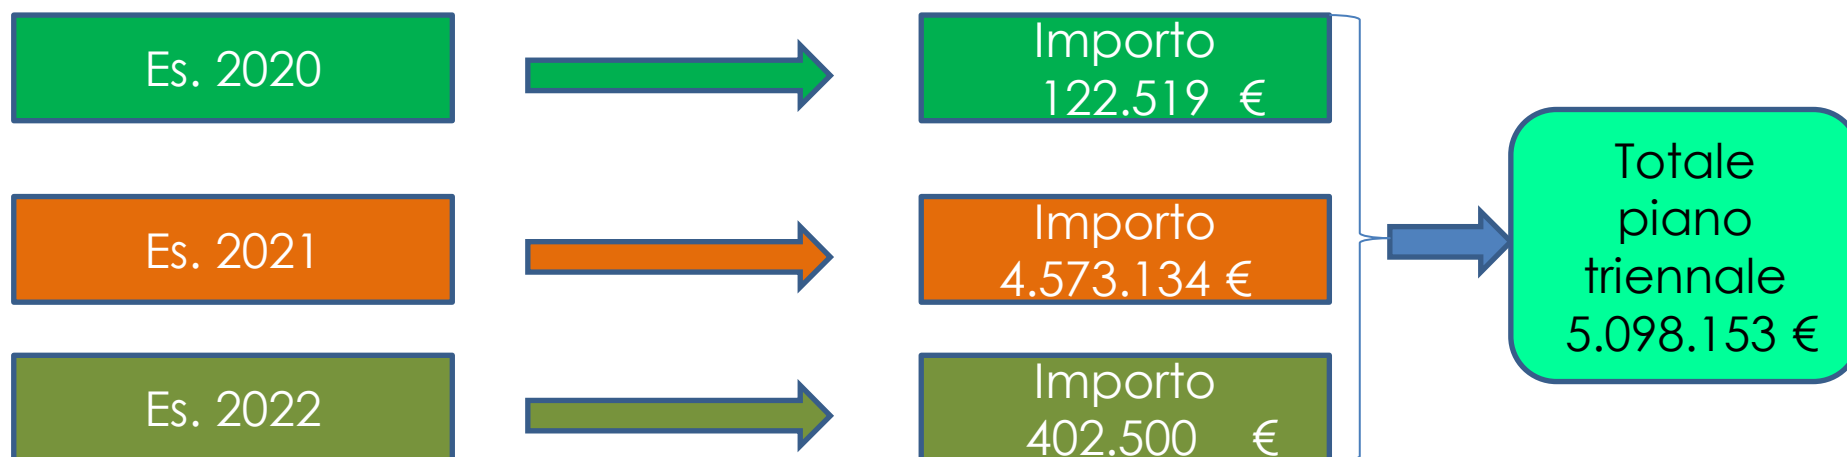 Es. 2020
Importo
122.519 €
Es. 2021
Importo
4.573.134 €
Es. 2022
Importo
402.500 €
Totale
piano
triennale
5.098.153 €